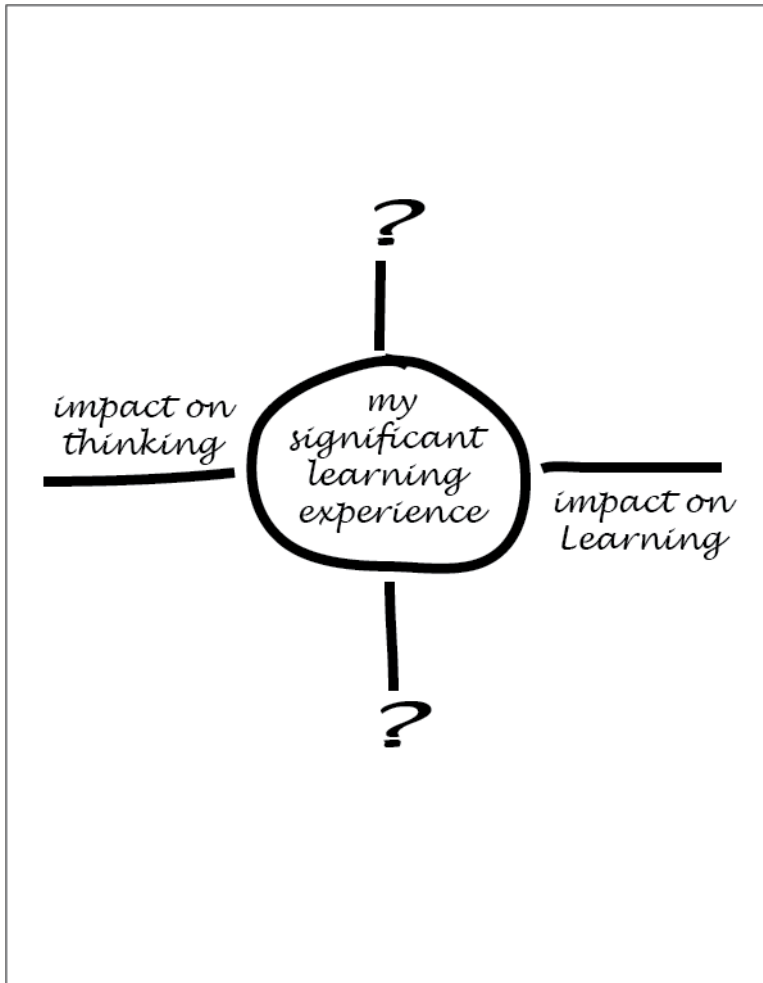 ?
impact on
thinking
my
significant
learning
experience
impact on
Learning
?